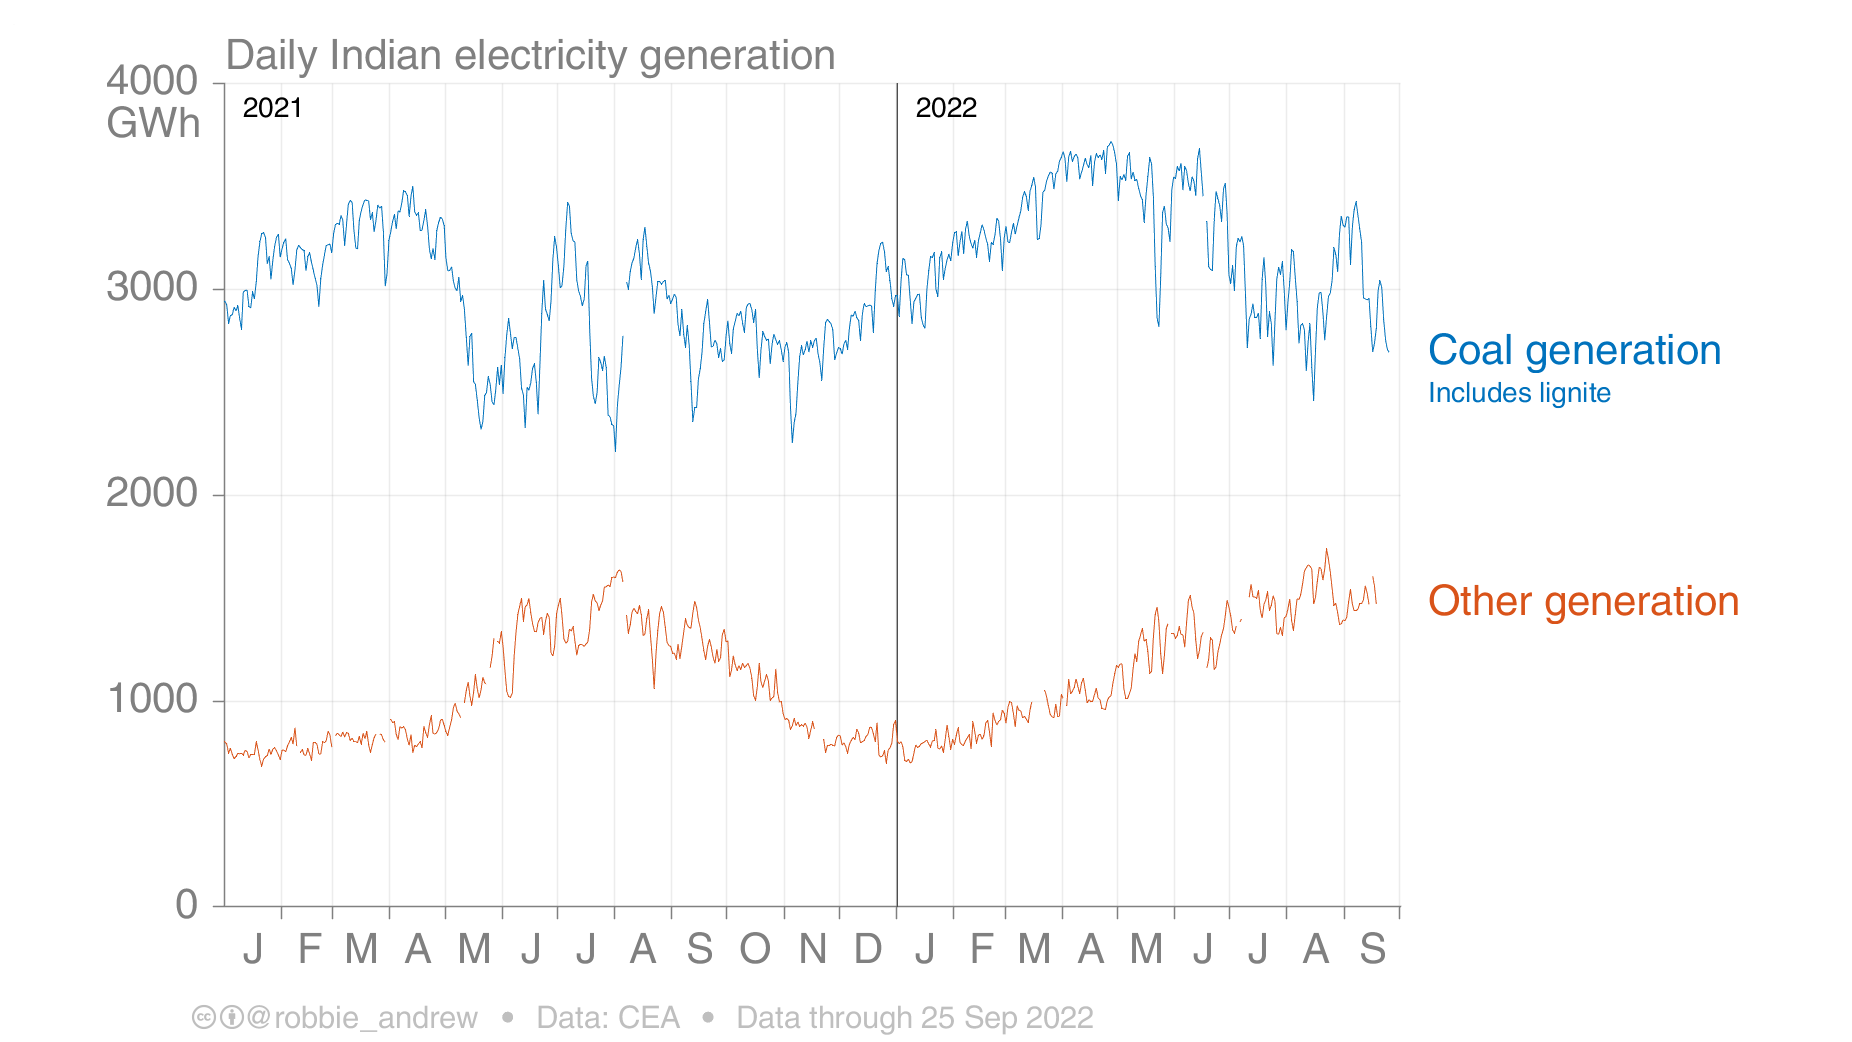 Daily Indian electricity generation
4000
GWh
2021
2022
3000
Coal generation
Includes lignite
2000
Other generation
1000
0
J F M A M J J A S O N D J F M A M J J A S
cc @robbie_andrew • Data: CEA • Data through 25 Sep 2022